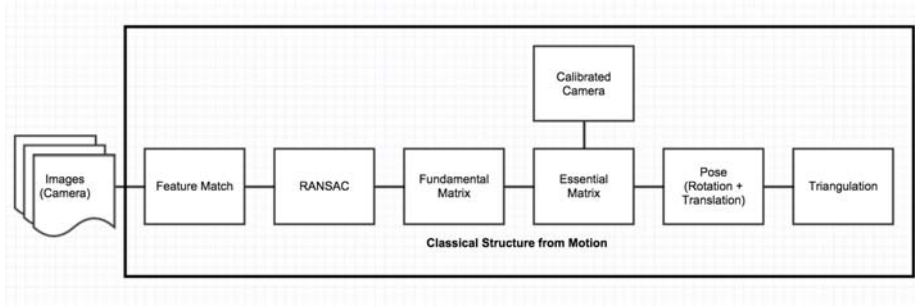 Calibrated
Camera
Images
(Camera)
Feature Match
RANSAC
Fundamental
Matrix
Essential
Matrix
Pose
(Rotation +
Translation)
Triangulation
Classical Structure from Motion